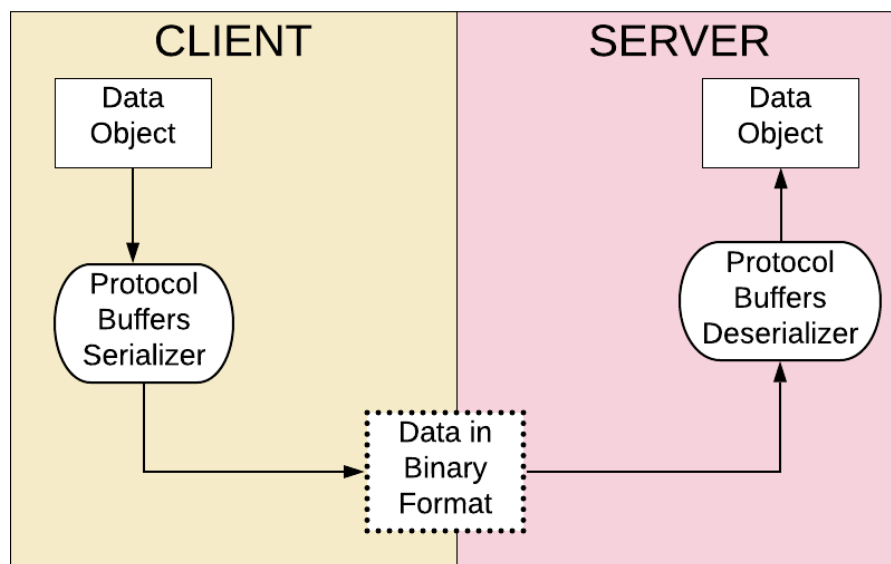 CLIENT
SERVER
Data
Object
Data
Object
Protocol
Buffers
Serializer
Protocol
Buffers
Deserializer
Data in
Binary
Format